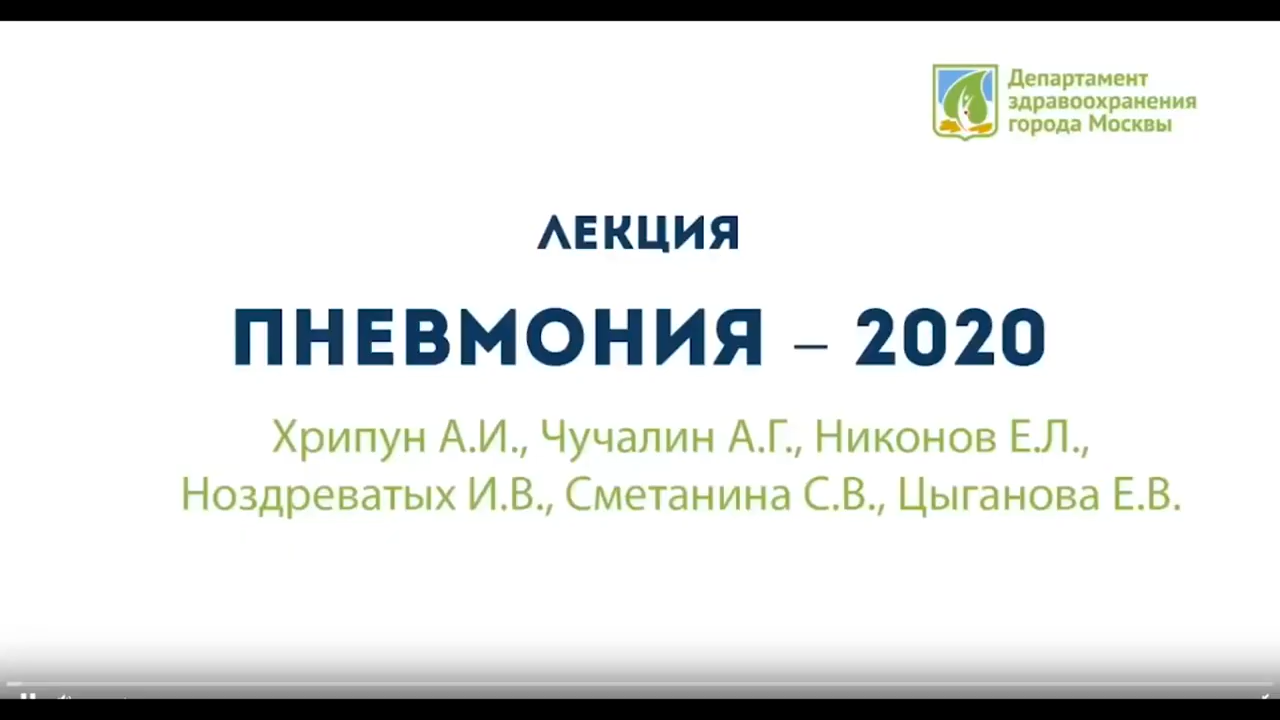 Департамент
здравоохранения
города Москвы
ЛЕКЦИЯ
ПНЕВМОНИЯ – 2020
Хрипун А.И., Чучалин А.Г., Никонов Е.Л.,
Ноздреватых И.В., Сметанина С.В., Цыганова Е.В.